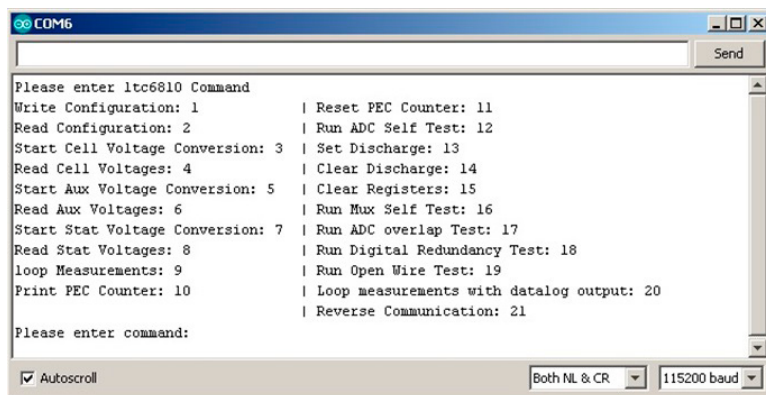 COM6
Send
Please enter ltc6810 Command
Write Configuration: 1 | Reset PEC Counter: 11
Read Configuration: 2 | Run ADC Self Test: 12
Start Cell Voltage Conversion: 3 | Set Discharge: 13
Read Cell Voltages: 4 | Clear Discharge: 14
Start Aux Voltage Conversion: 5 | Clear Registers: 15
Read Aux Voltages: 6 | Run Mux Self Test: 16
Start Stat Voltage Conversion: 7 | Run ADC overlap Test: 17
Read Stat Voltages: 8 | Run Digital Redundancy Test: 18
loop Measurements: 9 | Run Open Wire Test: 19
Print PEC Counter: 10 | Loop measurements with datalog output: 20
| Reverse Communication: 21
Please enter command:
Autoscroll Both NL & CR 115200 baud